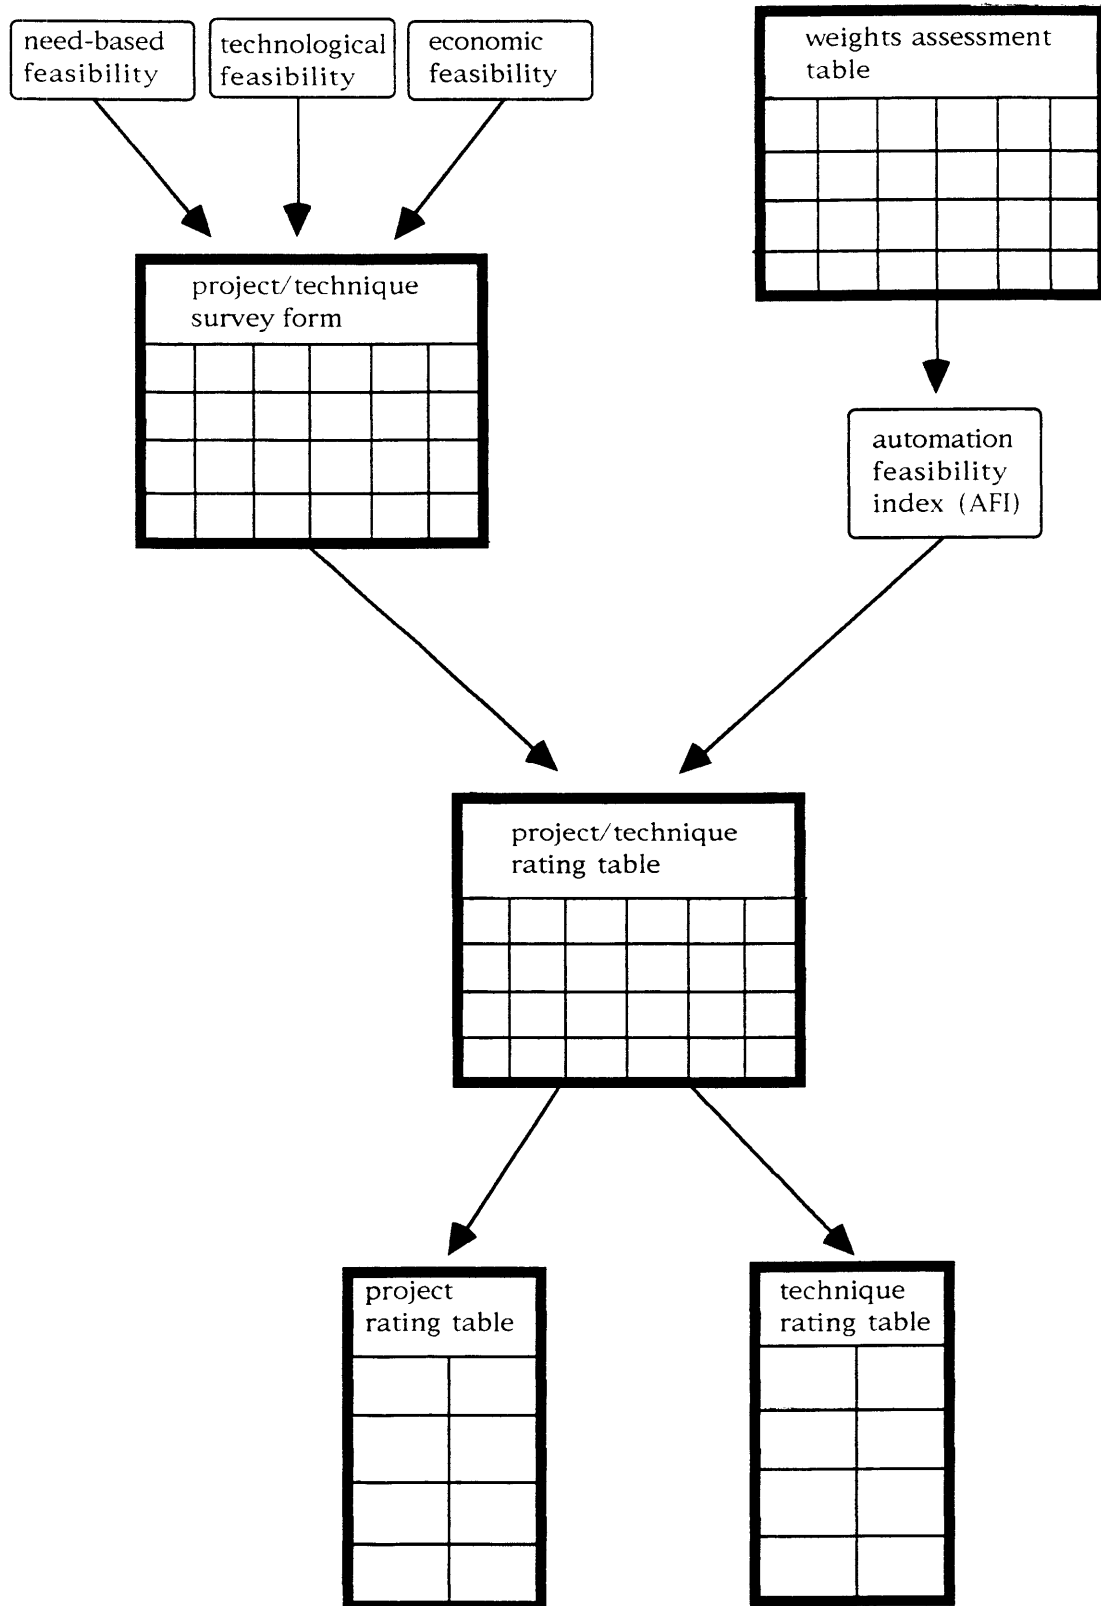 need-based
feasibility
technological
feasibility
economic
feasibility
weights assessment
table
project/technique
survey form
automation
feasibility
index (AFI)
project/technique
rating table
project
rating table
technique
rating table